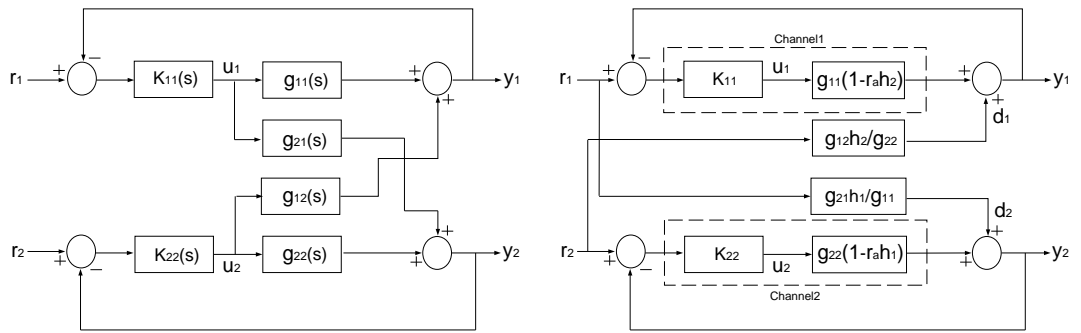 r1
+
−
K11(s)
u1
g11(s)
+
+
y1
g21(s)
g12(s)
r2
+
−
K22(s)
u2
g22(s)
+
+
y2
Channel1
r1
+
−
K11
u1
g11(1-rah2)
+
+
y1
d1
g12h2/g22
g21h1/g11
d2
r2
+
−
K22
u2
g22(1-rah1)
+
+
y2
Channel2